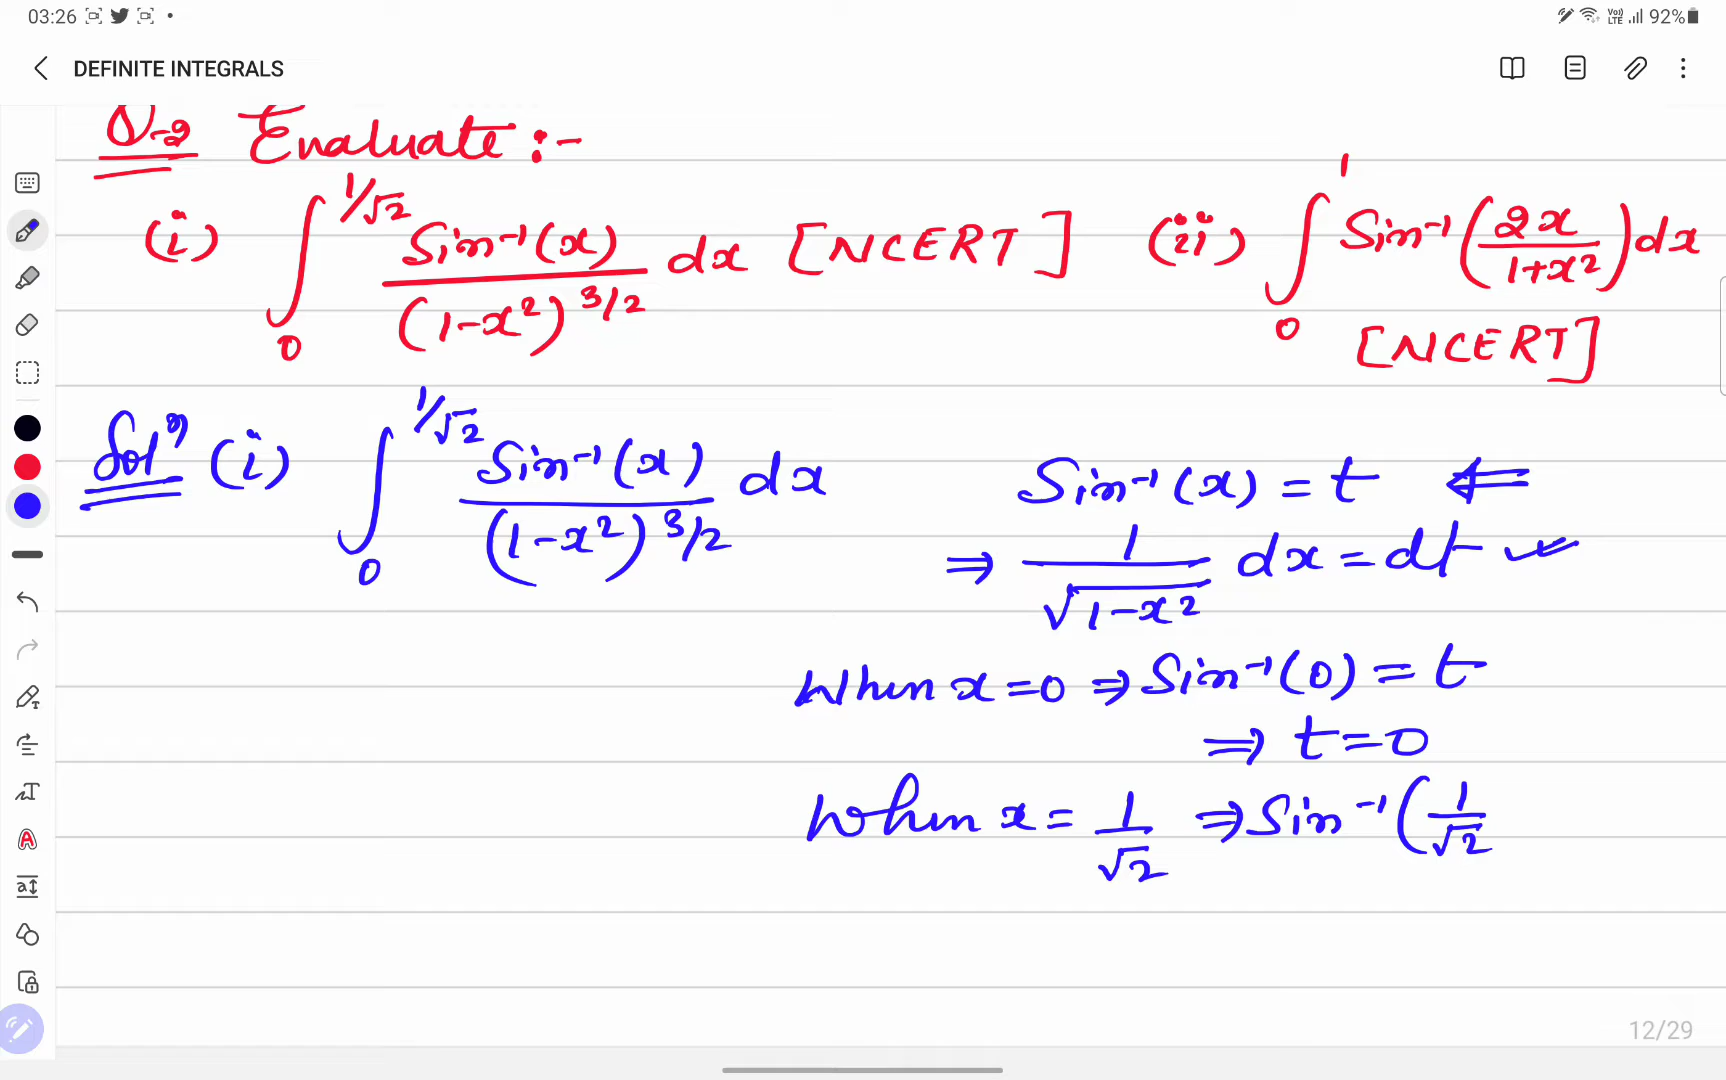 03:26 92%
DEFINITE INTEGRALS
Q-2 Evaluate :-
(i) ∫₀^(1/√2) Sin⁻¹(x)/(1-x²)^(3/2) dx [NCERT] (ii) ∫₀^1 Sin⁻¹(2x/(1+x²)) dx
[NCERT]
Solⁿ (i) ∫₀^(1/√2) Sin⁻¹(x)/(1-x²)^(3/2) dx Sin⁻¹(x) = t ⇐
⇒ 1/√(1-x²) dx = dt ✓
When x = 0 ⇒ Sin⁻¹(0) = t
⇒ t = 0
When x = 1/√2 ⇒ Sin⁻¹(1/√2
12/29